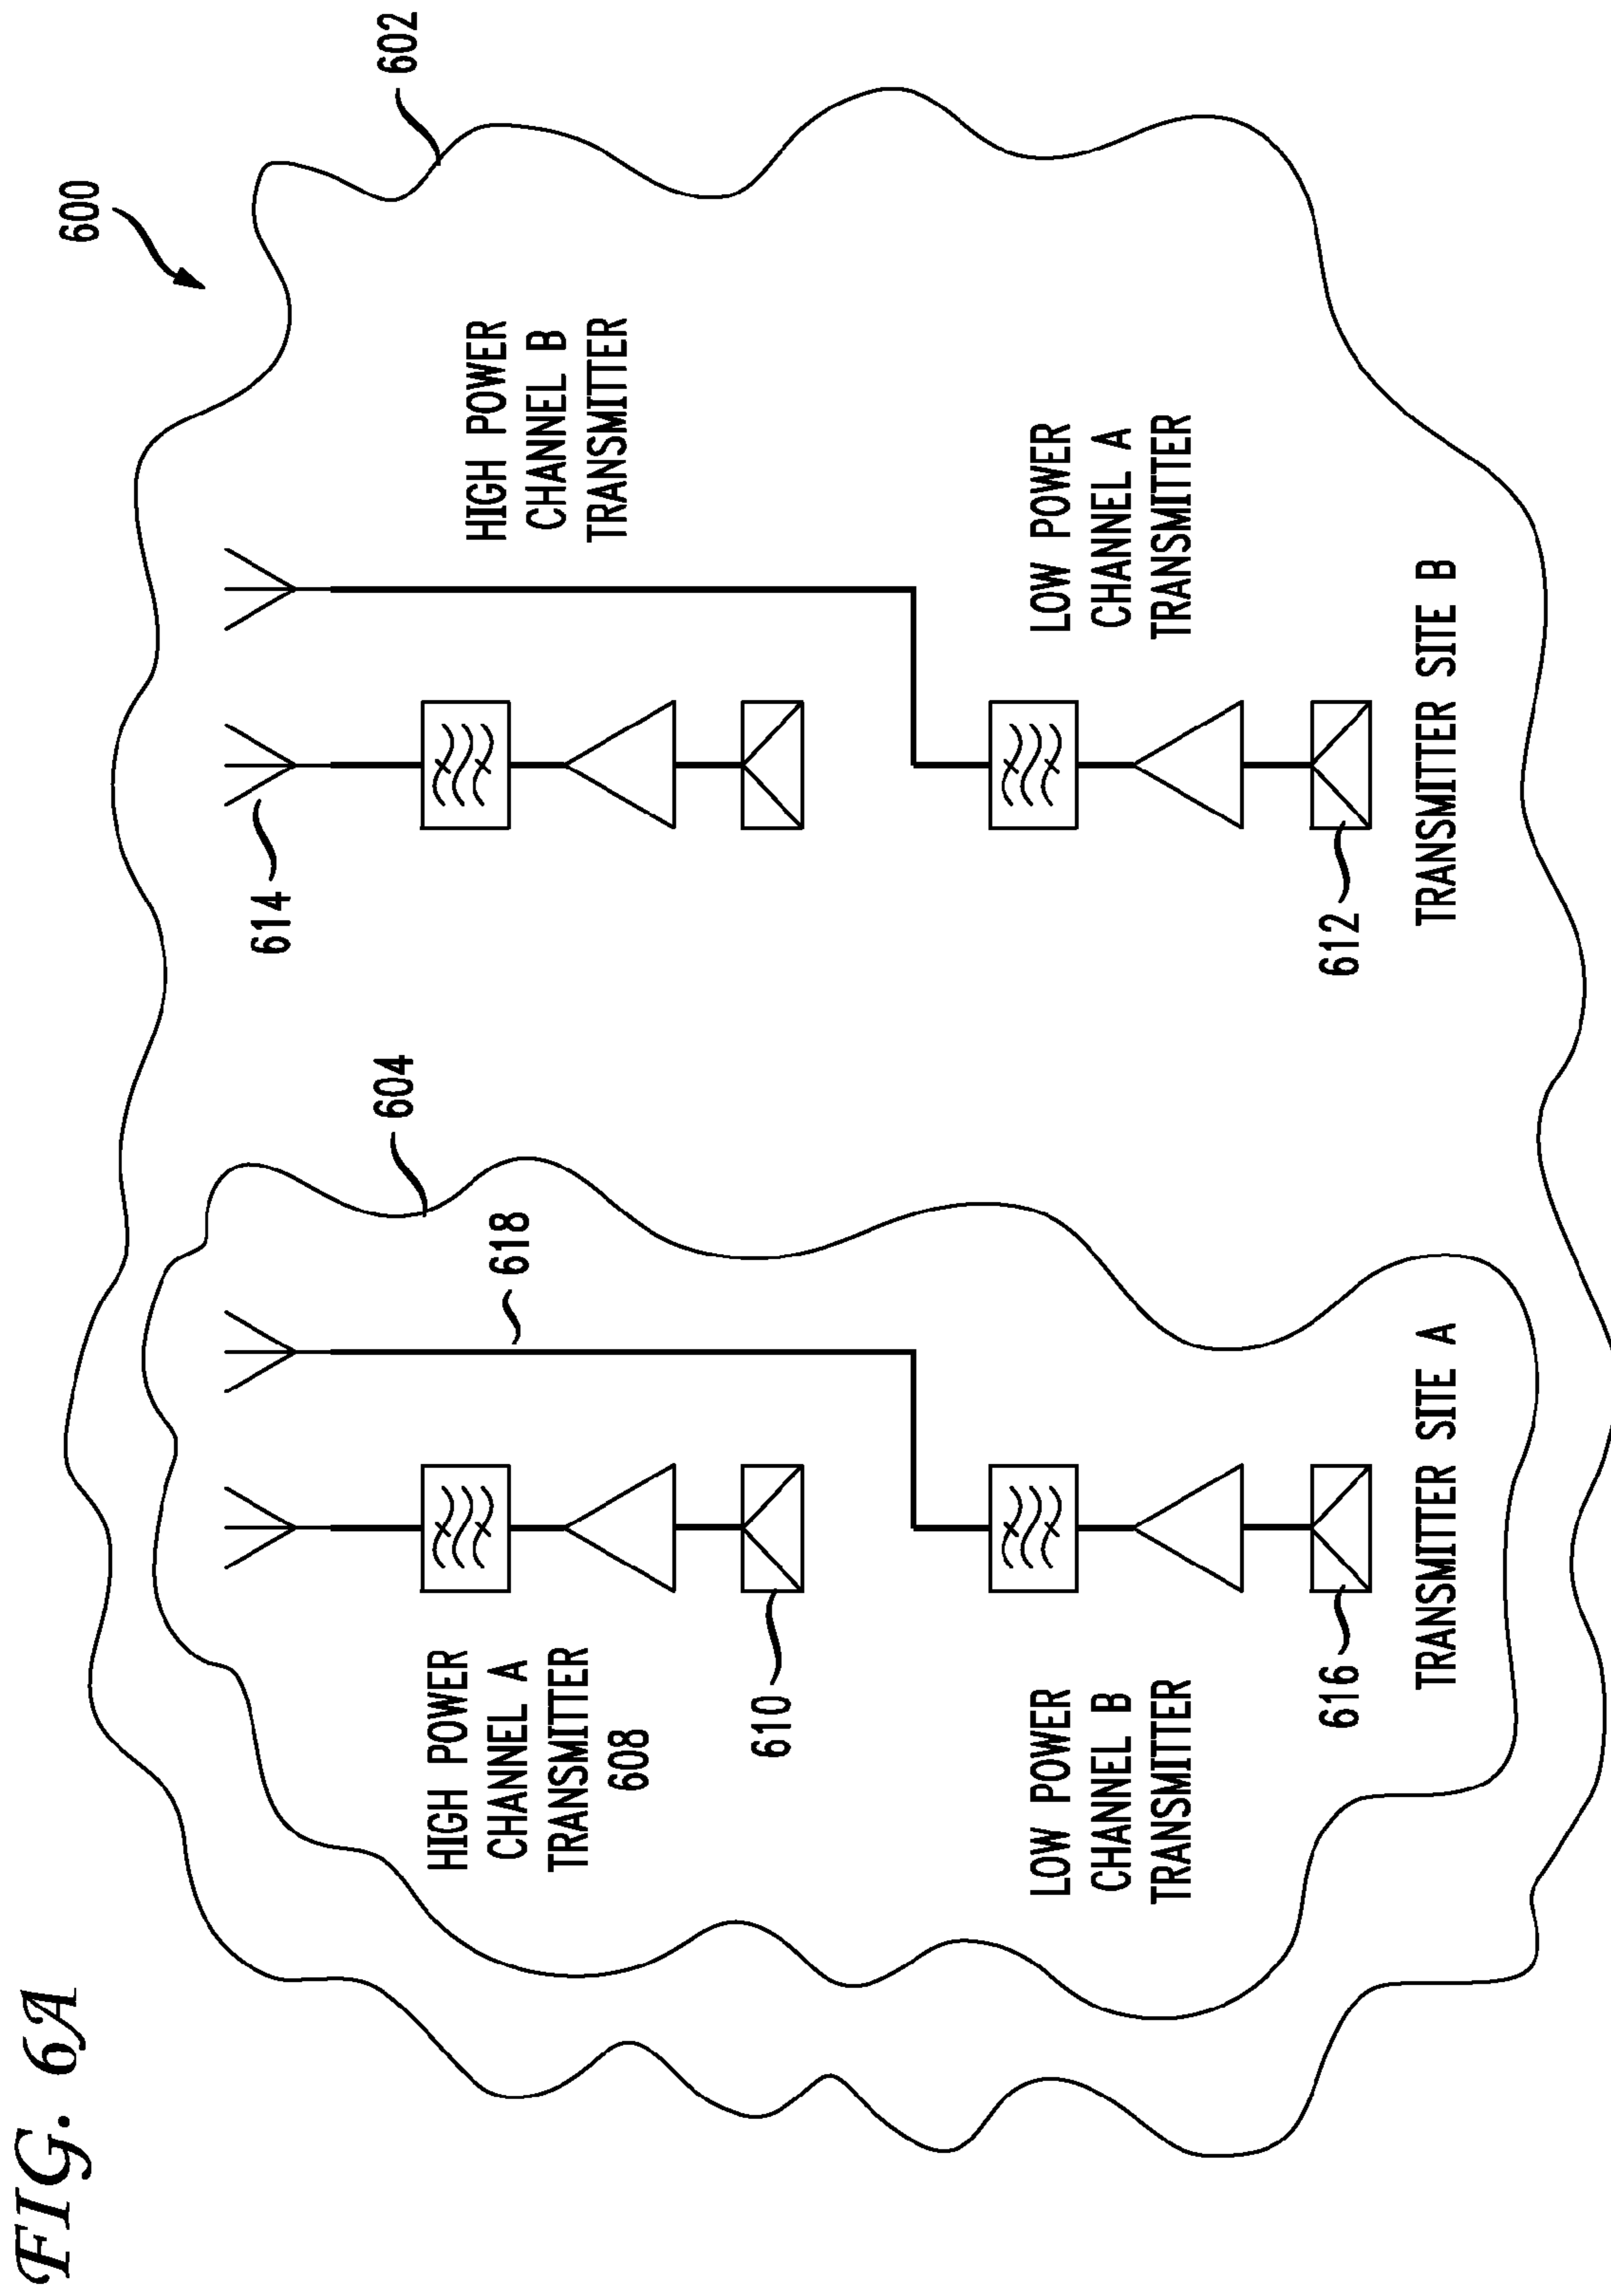 FIG. 6A
600
602
604
618
614
HIGH POWER
CHANNEL A
TRANSMITTER
608
610
HIGH POWER
CHANNEL B
TRANSMITTER
LOW POWER
CHANNEL B
TRANSMITTER
616
LOW POWER
CHANNEL A
TRANSMITTER
612
TRANSMITTER SITE A
TRANSMITTER SITE B